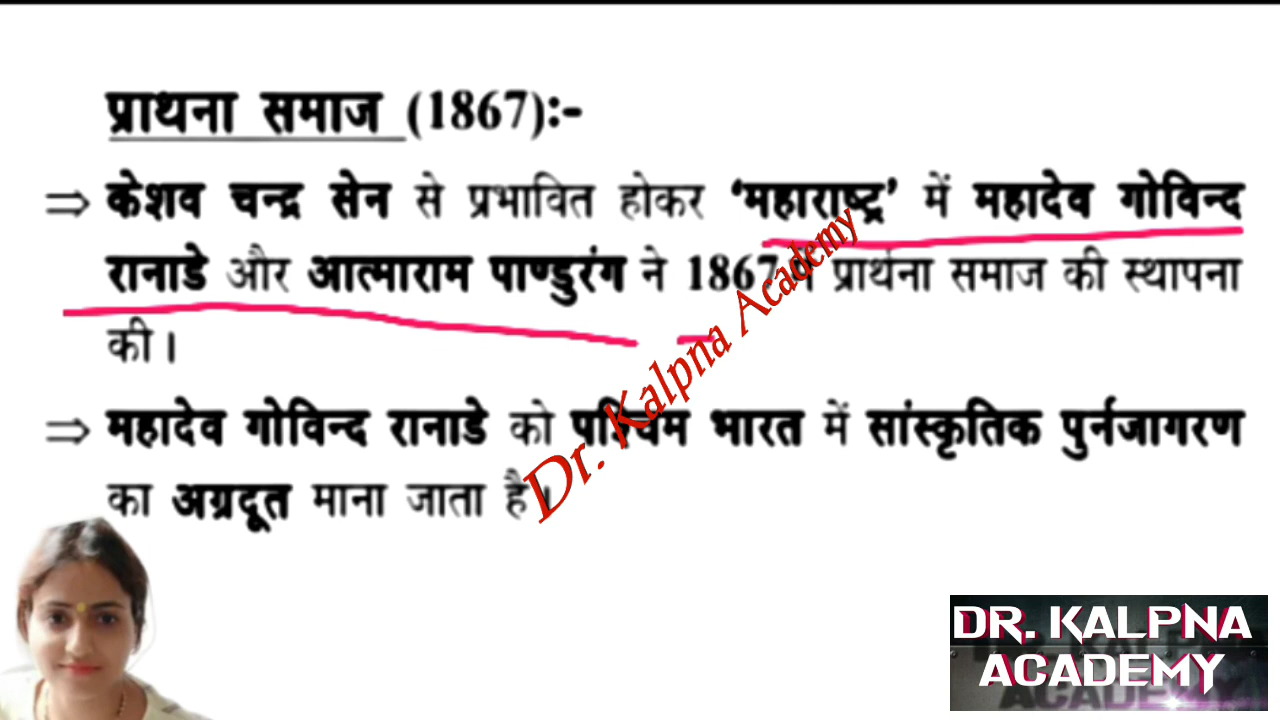 प्राथना समाज (1867):-
⇒ केशव चन्द्र सेन से प्रभावित होकर ‘महाराष्ट्र’ में महादेव गोविन्द
रानाडे और आत्माराम पाण्डुरंग ने 1867 में प्रार्थना समाज की स्थापना
की।
⇒ महादेव गोविन्द रानाडे को पश्चिम भारत में सांस्कृतिक पुर्नजागरण
का अग्रदूत माना जाता है।
Dr. Kalpna Academy
DR. KALPNA
ACADEMY